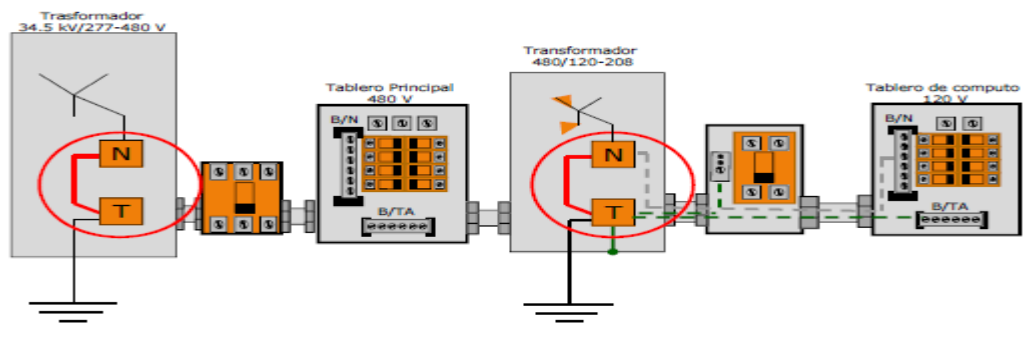 Trasformador
34.5 kV/277-480 V
N
T
Tablero Principal
480 V
B/N
B/TA
Transformador
480/120-208
N
T
Tablero de computo
120 V
B/N
B/TA